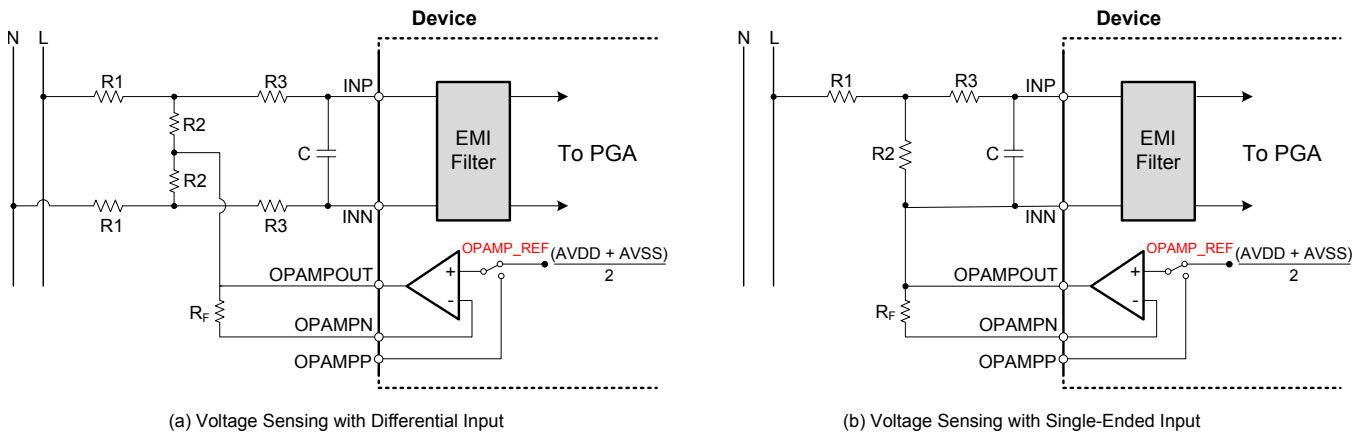 Device
N L
R1
R3
INP
R2
R2
C
EMI
Filter
To PGA
R1
R3
INN
OPAMP_REF
(AVDD + AVSS)
2
+
-
OPAMPOUT
RF
OPAMPN
OPAMPP
(a) Voltage Sensing with Differential Input
Device
N L
R1
R3
INP
R2
C
EMI
Filter
To PGA
INN
OPAMP_REF
(AVDD + AVSS)
2
+
-
OPAMPOUT
RF
OPAMPN
OPAMPP
(b) Voltage Sensing with Single-Ended Input